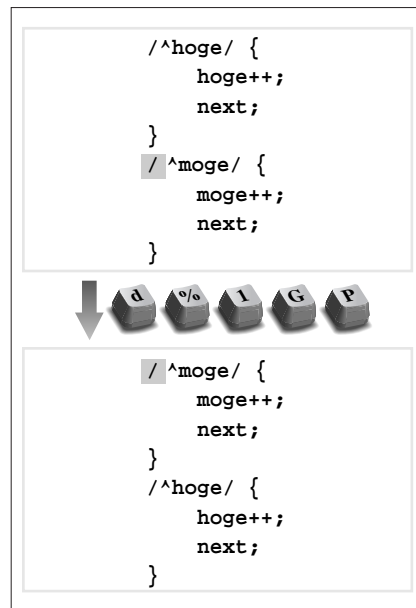 /^hoge/ {
    hoge++;
    next;
}
/^moge/ {
    moge++;
    next;
}
d % 1 G P
/^moge/ {
    moge++;
    next;
}
/^hoge/ {
    hoge++;
    next;
}